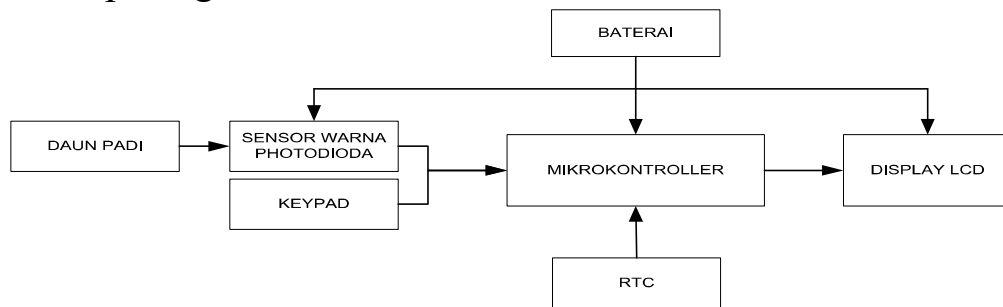 BATERAI
DAUN PADI
SENSOR WARNA
PHOTODIODA
KEYPAD
MIKROKONTROLLER
DISPLAY LCD
RTC